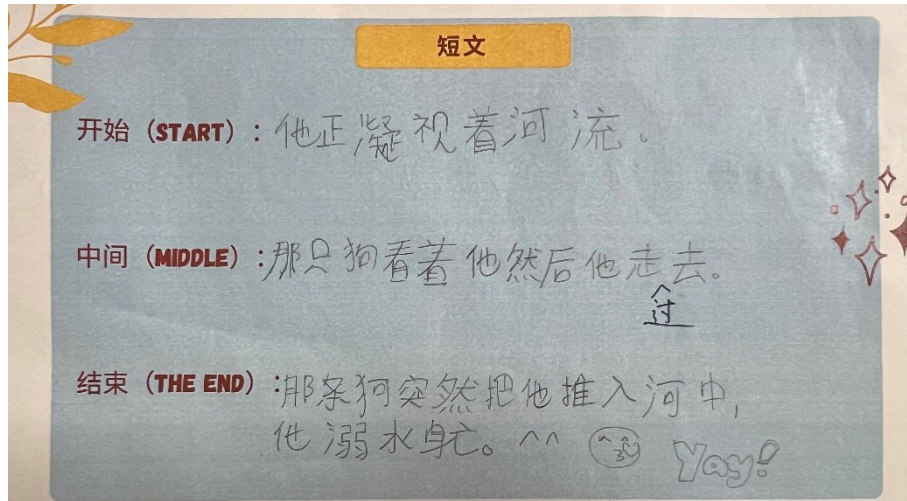 短文
开始（START）：他正凝视着河流。
中间（MIDDLE）：那只狗看着他然后他走去。
过
结束（THE END）：那条狗突然把他推入河中，
他溺水身亡。^^
Yay!